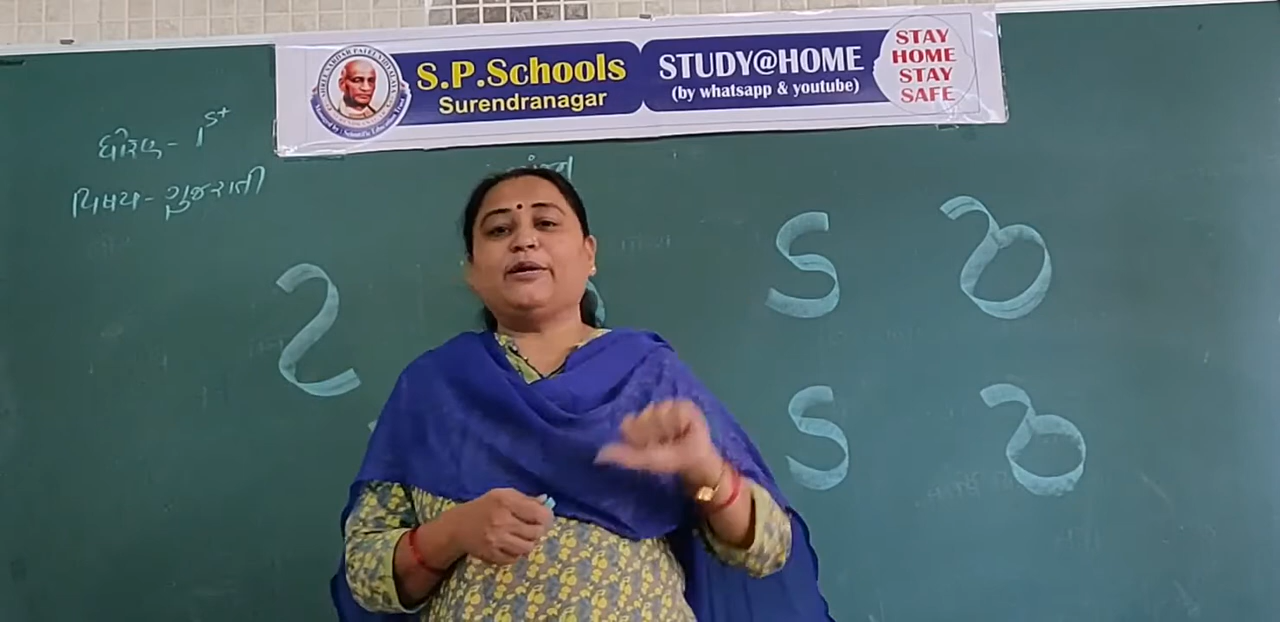 S.P.Schools
Surendranagar
STUDY@HOME
(by whatsapp & youtube)
STAY
HOME
STAY
SAFE
ધોરણ - 1st
વિષય - ગુજરાતી
ટ
ડ
ઠ
ડ
ઠ